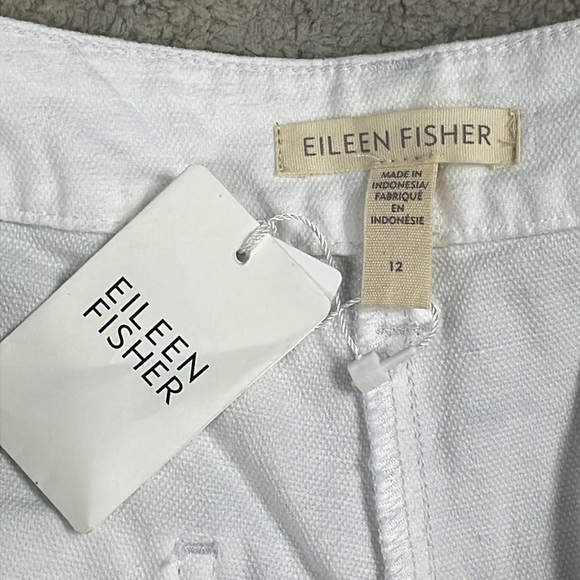 EILEEN FISHER
MADE IN
INDONESIA/
FABRIQUÉ
EN
INDONÉSIE
12
EILEEN
FISHER